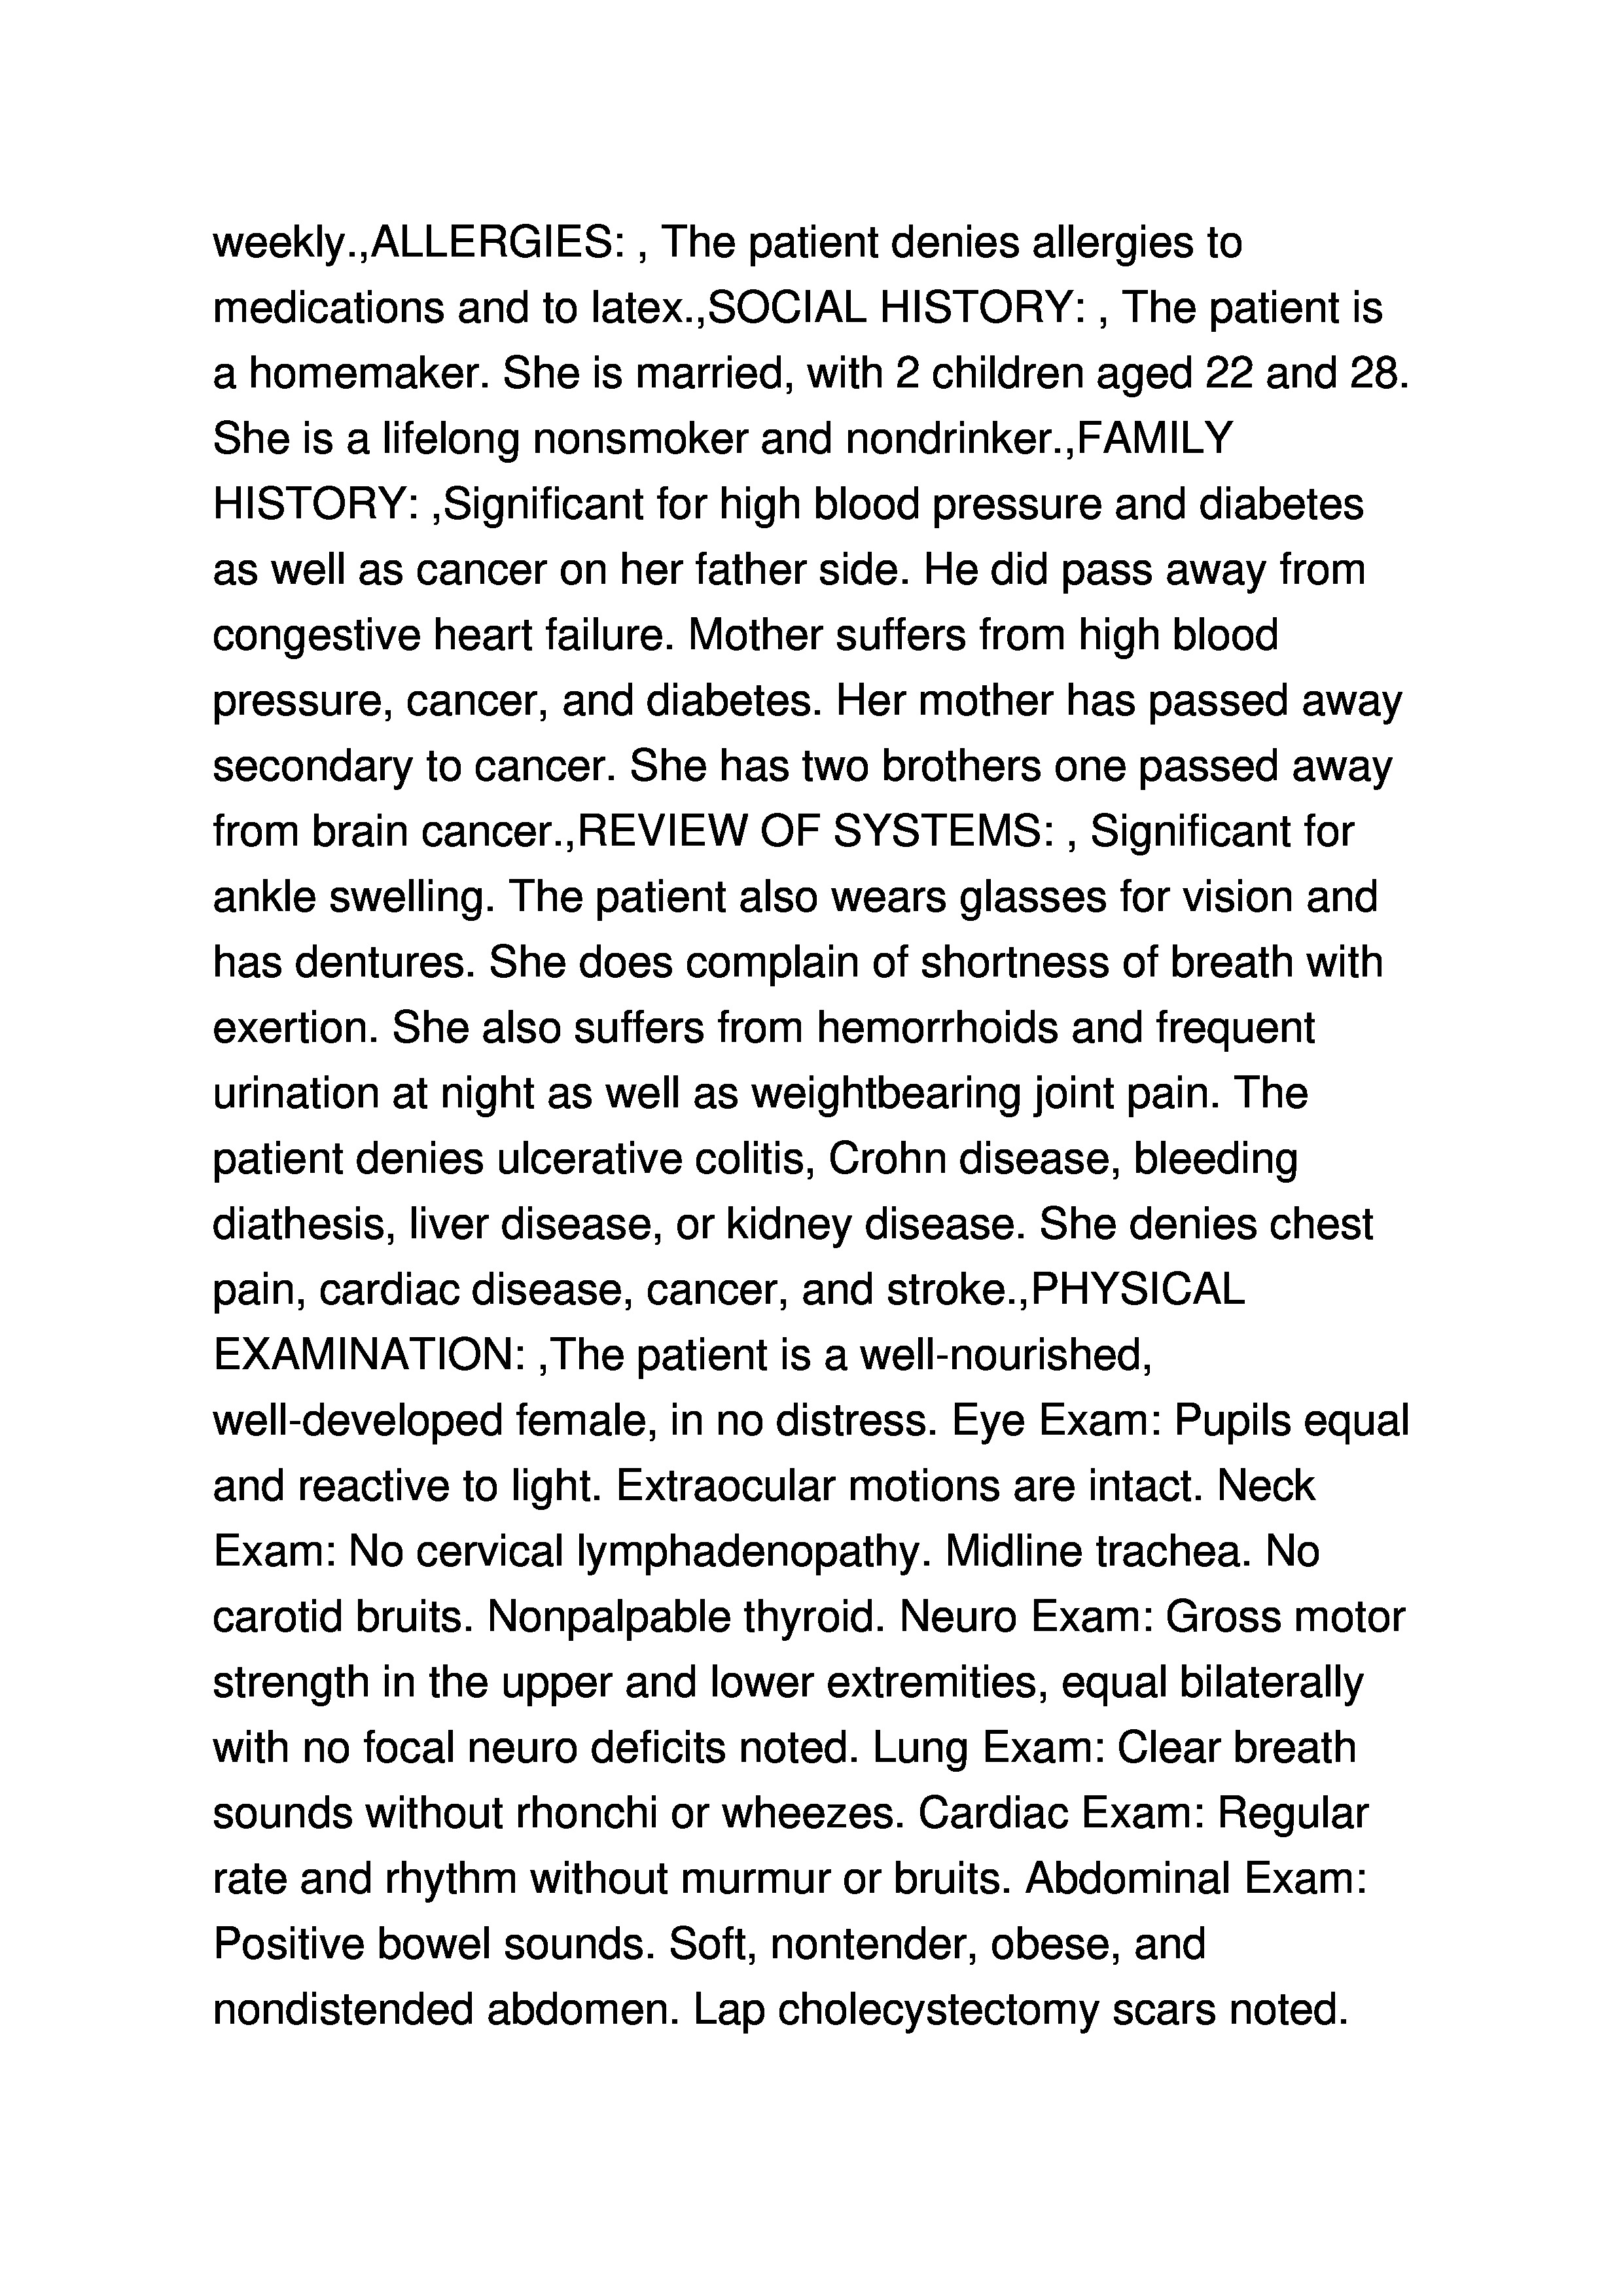 weekly.,ALLERGIES: , The patient denies allergies to
medications and to latex.,SOCIAL HISTORY: , The patient is
a homemaker. She is married, with 2 children aged 22 and 28.
She is a lifelong nonsmoker and nondrinker.,FAMILY
HISTORY: ,Significant for high blood pressure and diabetes
as well as cancer on her father side. He did pass away from
congestive heart failure. Mother suffers from high blood
pressure, cancer, and diabetes. Her mother has passed away
secondary to cancer. She has two brothers one passed away
from brain cancer.,REVIEW OF SYSTEMS: , Significant for
ankle swelling. The patient also wears glasses for vision and
has dentures. She does complain of shortness of breath with
exertion. She also suffers from hemorrhoids and frequent
urination at night as well as weightbearing joint pain. The
patient denies ulcerative colitis, Crohn disease, bleeding
diathesis, liver disease, or kidney disease. She denies chest
pain, cardiac disease, cancer, and stroke.,PHYSICAL
EXAMINATION: ,The patient is a well-nourished,
well-developed female, in no distress. Eye Exam: Pupils equal
and reactive to light. Extraocular motions are intact. Neck
Exam: No cervical lymphadenopathy. Midline trachea. No
carotid bruits. Nonpalpable thyroid. Neuro Exam: Gross motor
strength in the upper and lower extremities, equal bilaterally
with no focal neuro deficits noted. Lung Exam: Clear breath
sounds without rhonchi or wheezes. Cardiac Exam: Regular
rate and rhythm without murmur or bruits. Abdominal Exam:
Positive bowel sounds. Soft, nontender, obese, and
nondistended abdomen. Lap cholecystectomy scars noted.